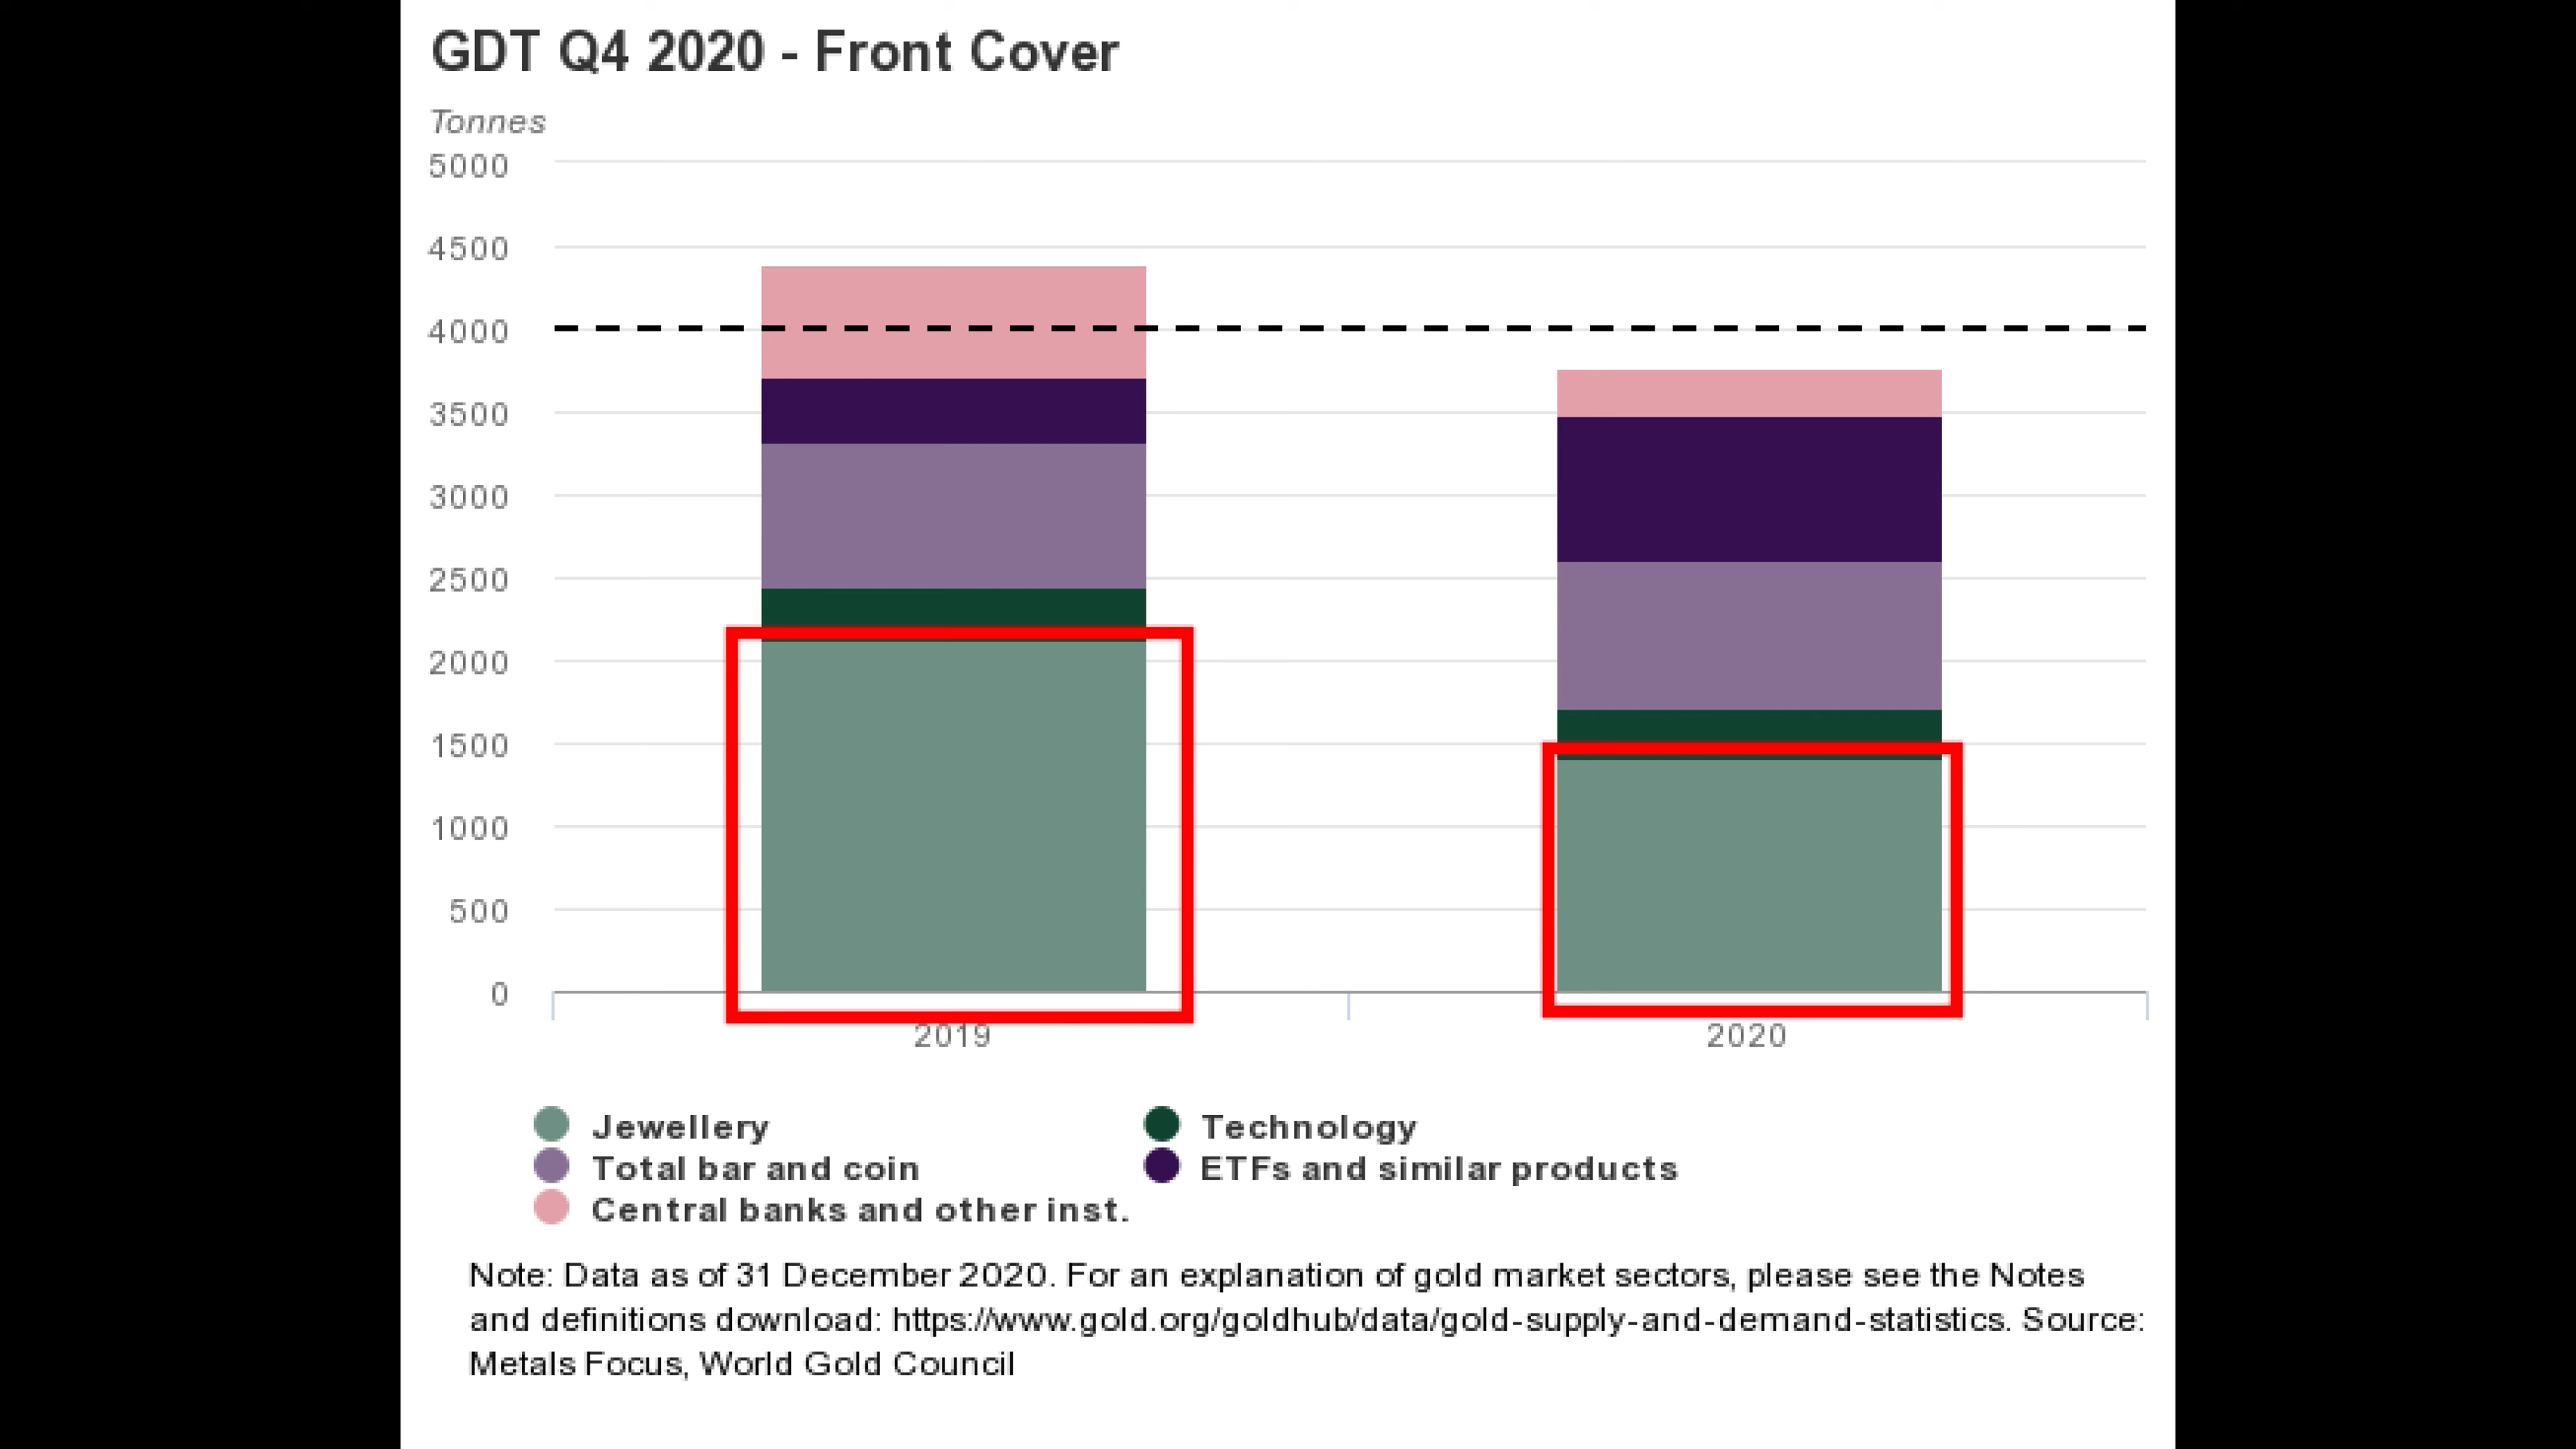 GDT Q4 2020 - Front Cover
Tonnes
5000
4500
4000
3500
3000
2500
2000
1500
1000
500
0
2019 2020
Jewellery Technology
Total bar and coin ETFs and similar products
Central banks and other inst.
Note: Data as of 31 December 2020. For an explanation of gold market sectors, please see the Notes
and definitions download: https://www.gold.org/goldhub/data/gold-supply-and-demand-statistics. Source:
Metals Focus, World Gold Council